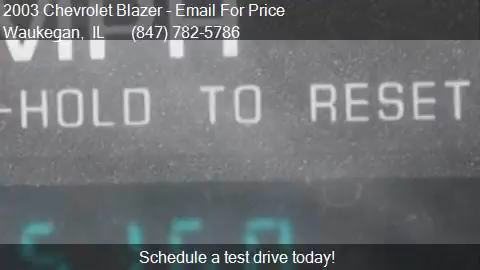 2003 Chevrolet Blazer - Email For Price
Waukegan, IL (847) 782-5786
-HOLD TO RESET
Schedule a test drive today!